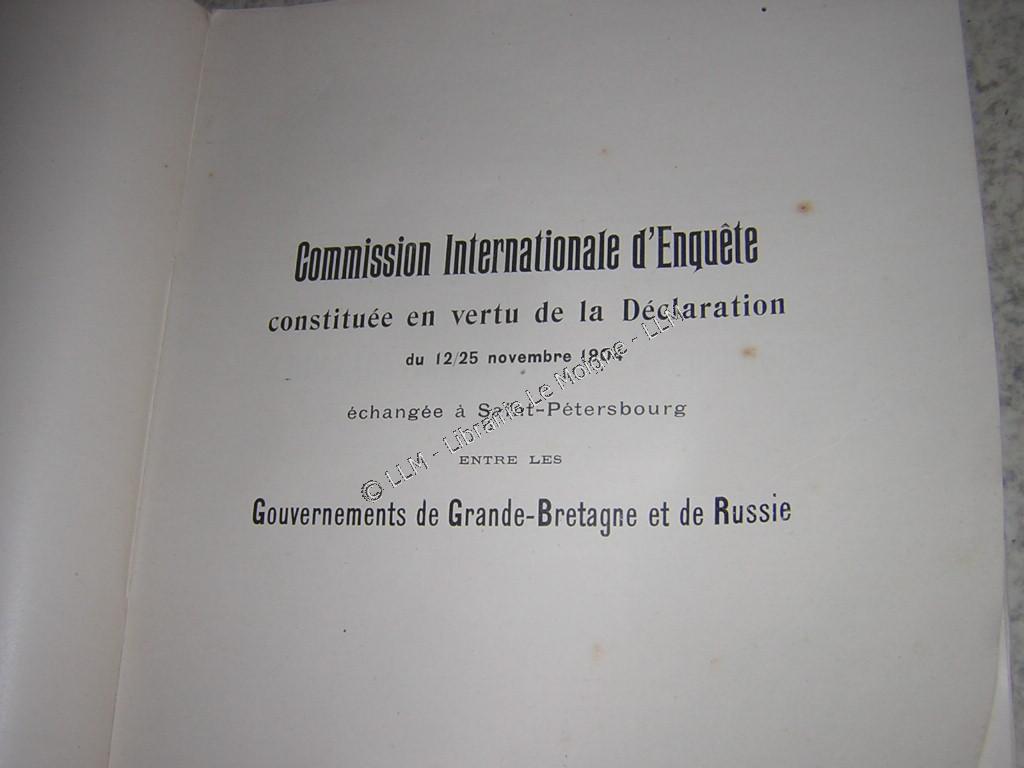 Commission Internationale d'Enquête
constituée en vertu de la Déclaration
du 12/25 novembre 1904
échangée à Saint-Pétersbourg
ENTRE LES
Gouvernements de Grande-Bretagne et de Russie
© LLM - Librairie Le Moigne - LLM